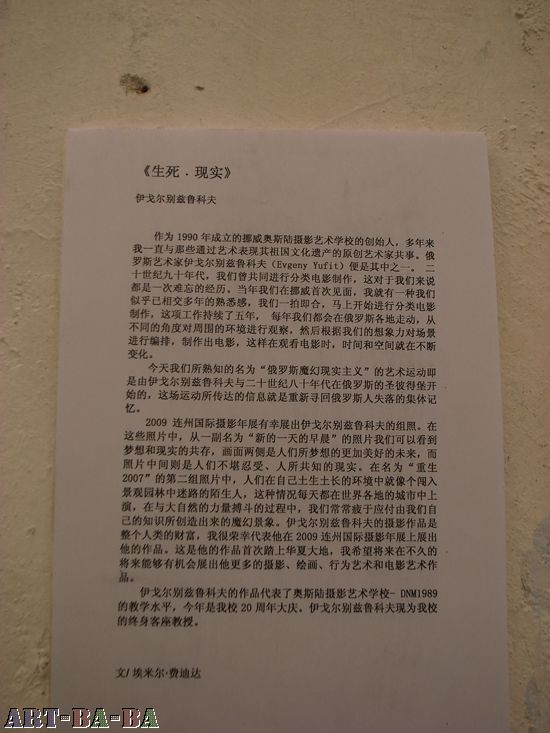 《生死．现实》
伊戈尔别兹鲁科夫
作为 1990 年成立的挪威奥斯陆摄影艺术学校的创始人，多年来
我一直与那些通过艺术表现其祖国文化遗产的原创艺术家共事。俄
罗斯艺术家伊戈尔别兹鲁科夫（Evgeny Yufit）便是其中之一。 二
十世纪九十年代，我们曾共同进行分类电影制作，这对于我们来说
都是一次难忘的经历。当年我们在挪威首次见面，我就有一种我们
似乎已相交多年的熟悉感，我们一拍即合，马上开始进行分类电影
制作，这项工作持续了五年， 每年我们都会在俄罗斯各地走动，从
不同的角度对周围的环境进行观察，然后根据我们的想象力对场景
进行编排，制作出电影，这样在观看电影时，时间和空间就在不断
变化。
今天我们所熟知的名为“俄罗斯魔幻现实主义”的艺术运动即
是由伊戈尔别兹鲁科夫与二十世纪八十年代在俄罗斯的圣彼得堡开
始的，这场运动所传达的信息就是重新寻回俄罗斯人失落的集体记
忆。
2009 连州国际摄影年展有幸展出伊戈尔别兹鲁科夫的组照。在
这些照片中，从一副名为“新的一天的早晨”的照片我们可以看到
梦想和现实的共存，画面两侧是人们所梦想的更加美好的未来，而
照片中间则是人们不堪忍受、人所共知的现实。在名为“重生
2007”的第二组照片中，人们在自己土生土长的环境中就像个闯入
景观园林中迷路的陌生人，这种情况每天都在世界各地的城市中上
演，在与大自然的力量搏斗的过程中，我们常常疲于应付由我们自
己的知识所创造出来的魔幻景象。伊戈尔别兹鲁科夫的摄影作品是
整个人类的财富，我很荣幸代表他在 2009 连州国际摄影年展上展出
他的作品。这是他的作品首次踏上华夏大地，我希望将来在不久的
将来能够有机会展出他更多的摄影、绘画、行为艺术和电影艺术作
品。
伊戈尔别兹鲁科夫的作品代表了奥斯陆摄影艺术学校- DNM1989
的教学水平，今年是我校 20 周年大庆。伊戈尔别兹鲁科夫现为我校
的终身客座教授。
文/ 埃米尔·费迪达
ART-BA-BA